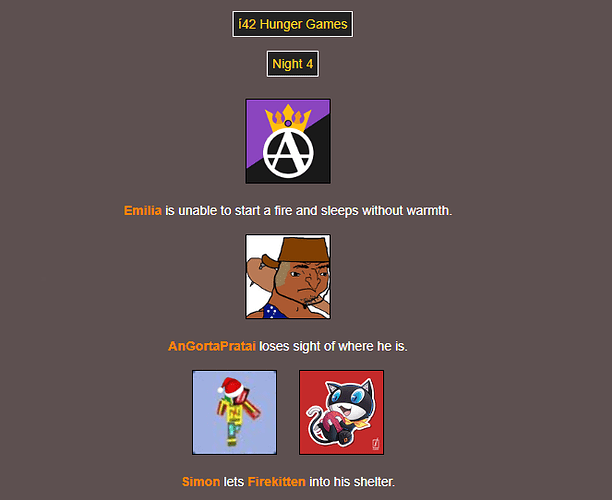 í42 Hunger Games
Night 4
Emilia is unable to start a fire and sleeps without warmth.
AnGortaPratai loses sight of where he is.
Simon lets Firekitten into his shelter.